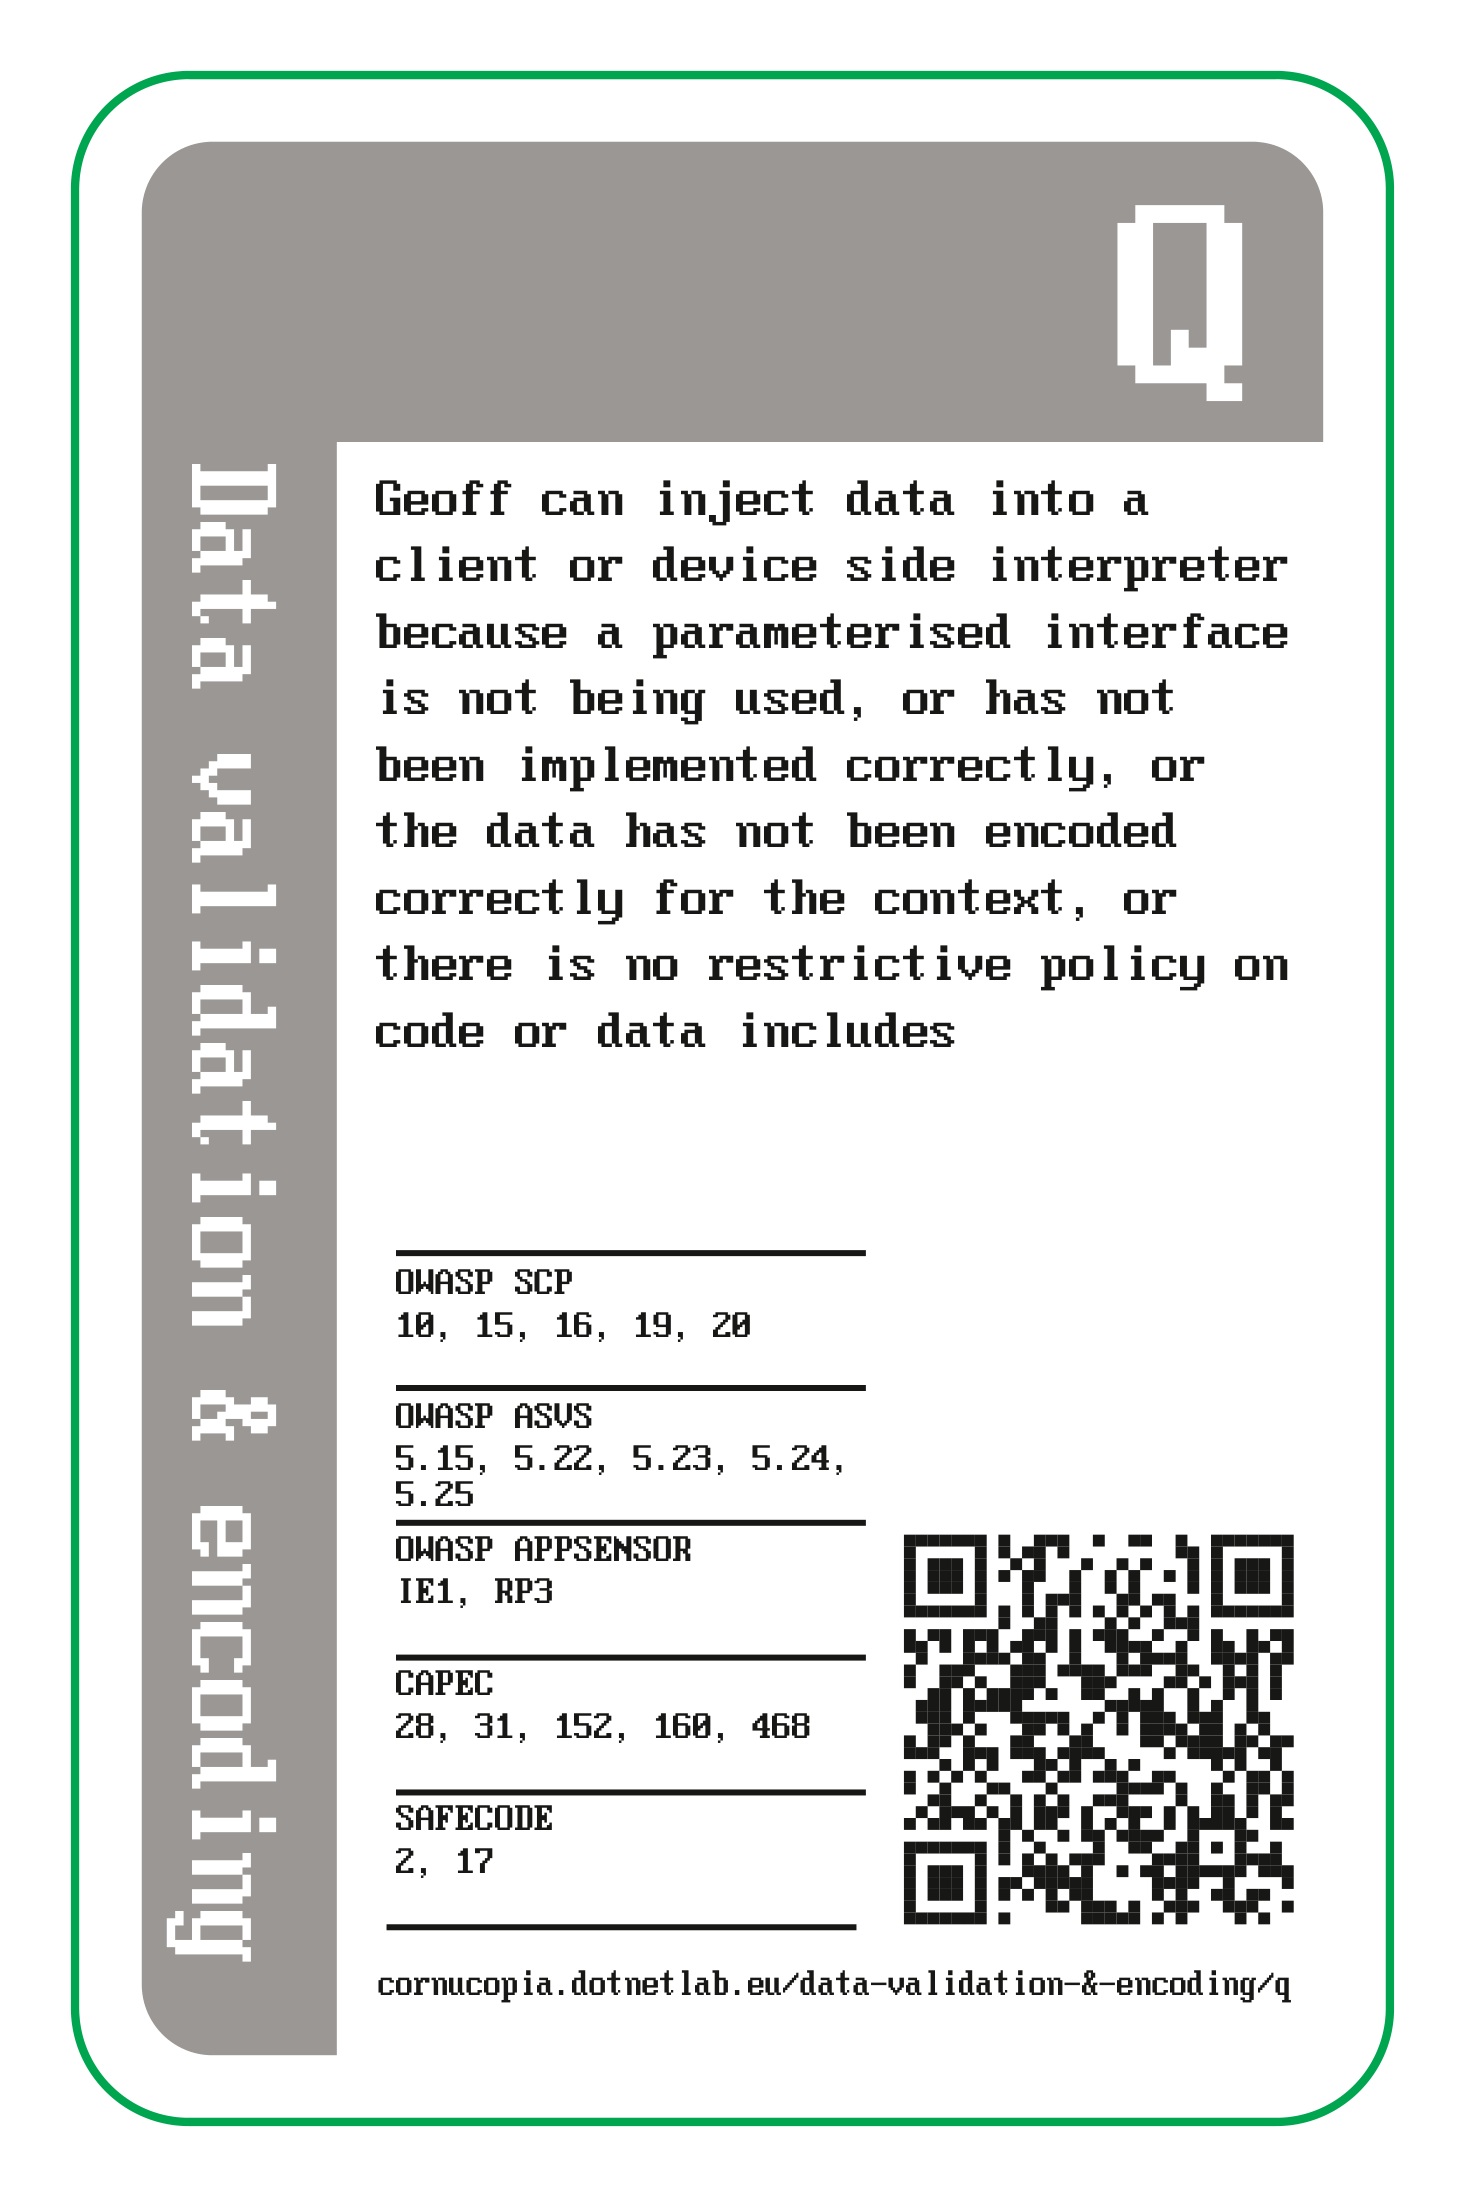 Q
Data validation & encoding
Geoff can inject data into a
client or device side interpreter
because a parameterised interface
is not being used, or has not
been implemented correctly, or
the data has not been encoded
correctly for the context, or
there is no restrictive policy on
code or data includes
OWASP SCP
10, 15, 16, 19, 20
OWASP ASVS
5.15, 5.22, 5.23, 5.24,
5.25
OWASP APPSENSOR
IE1, RP3
CAPEC
28, 31, 152, 160, 468
SAFECODE
2, 17
cornucopia.dotnetlab.eu/data-validation-&-encoding/q